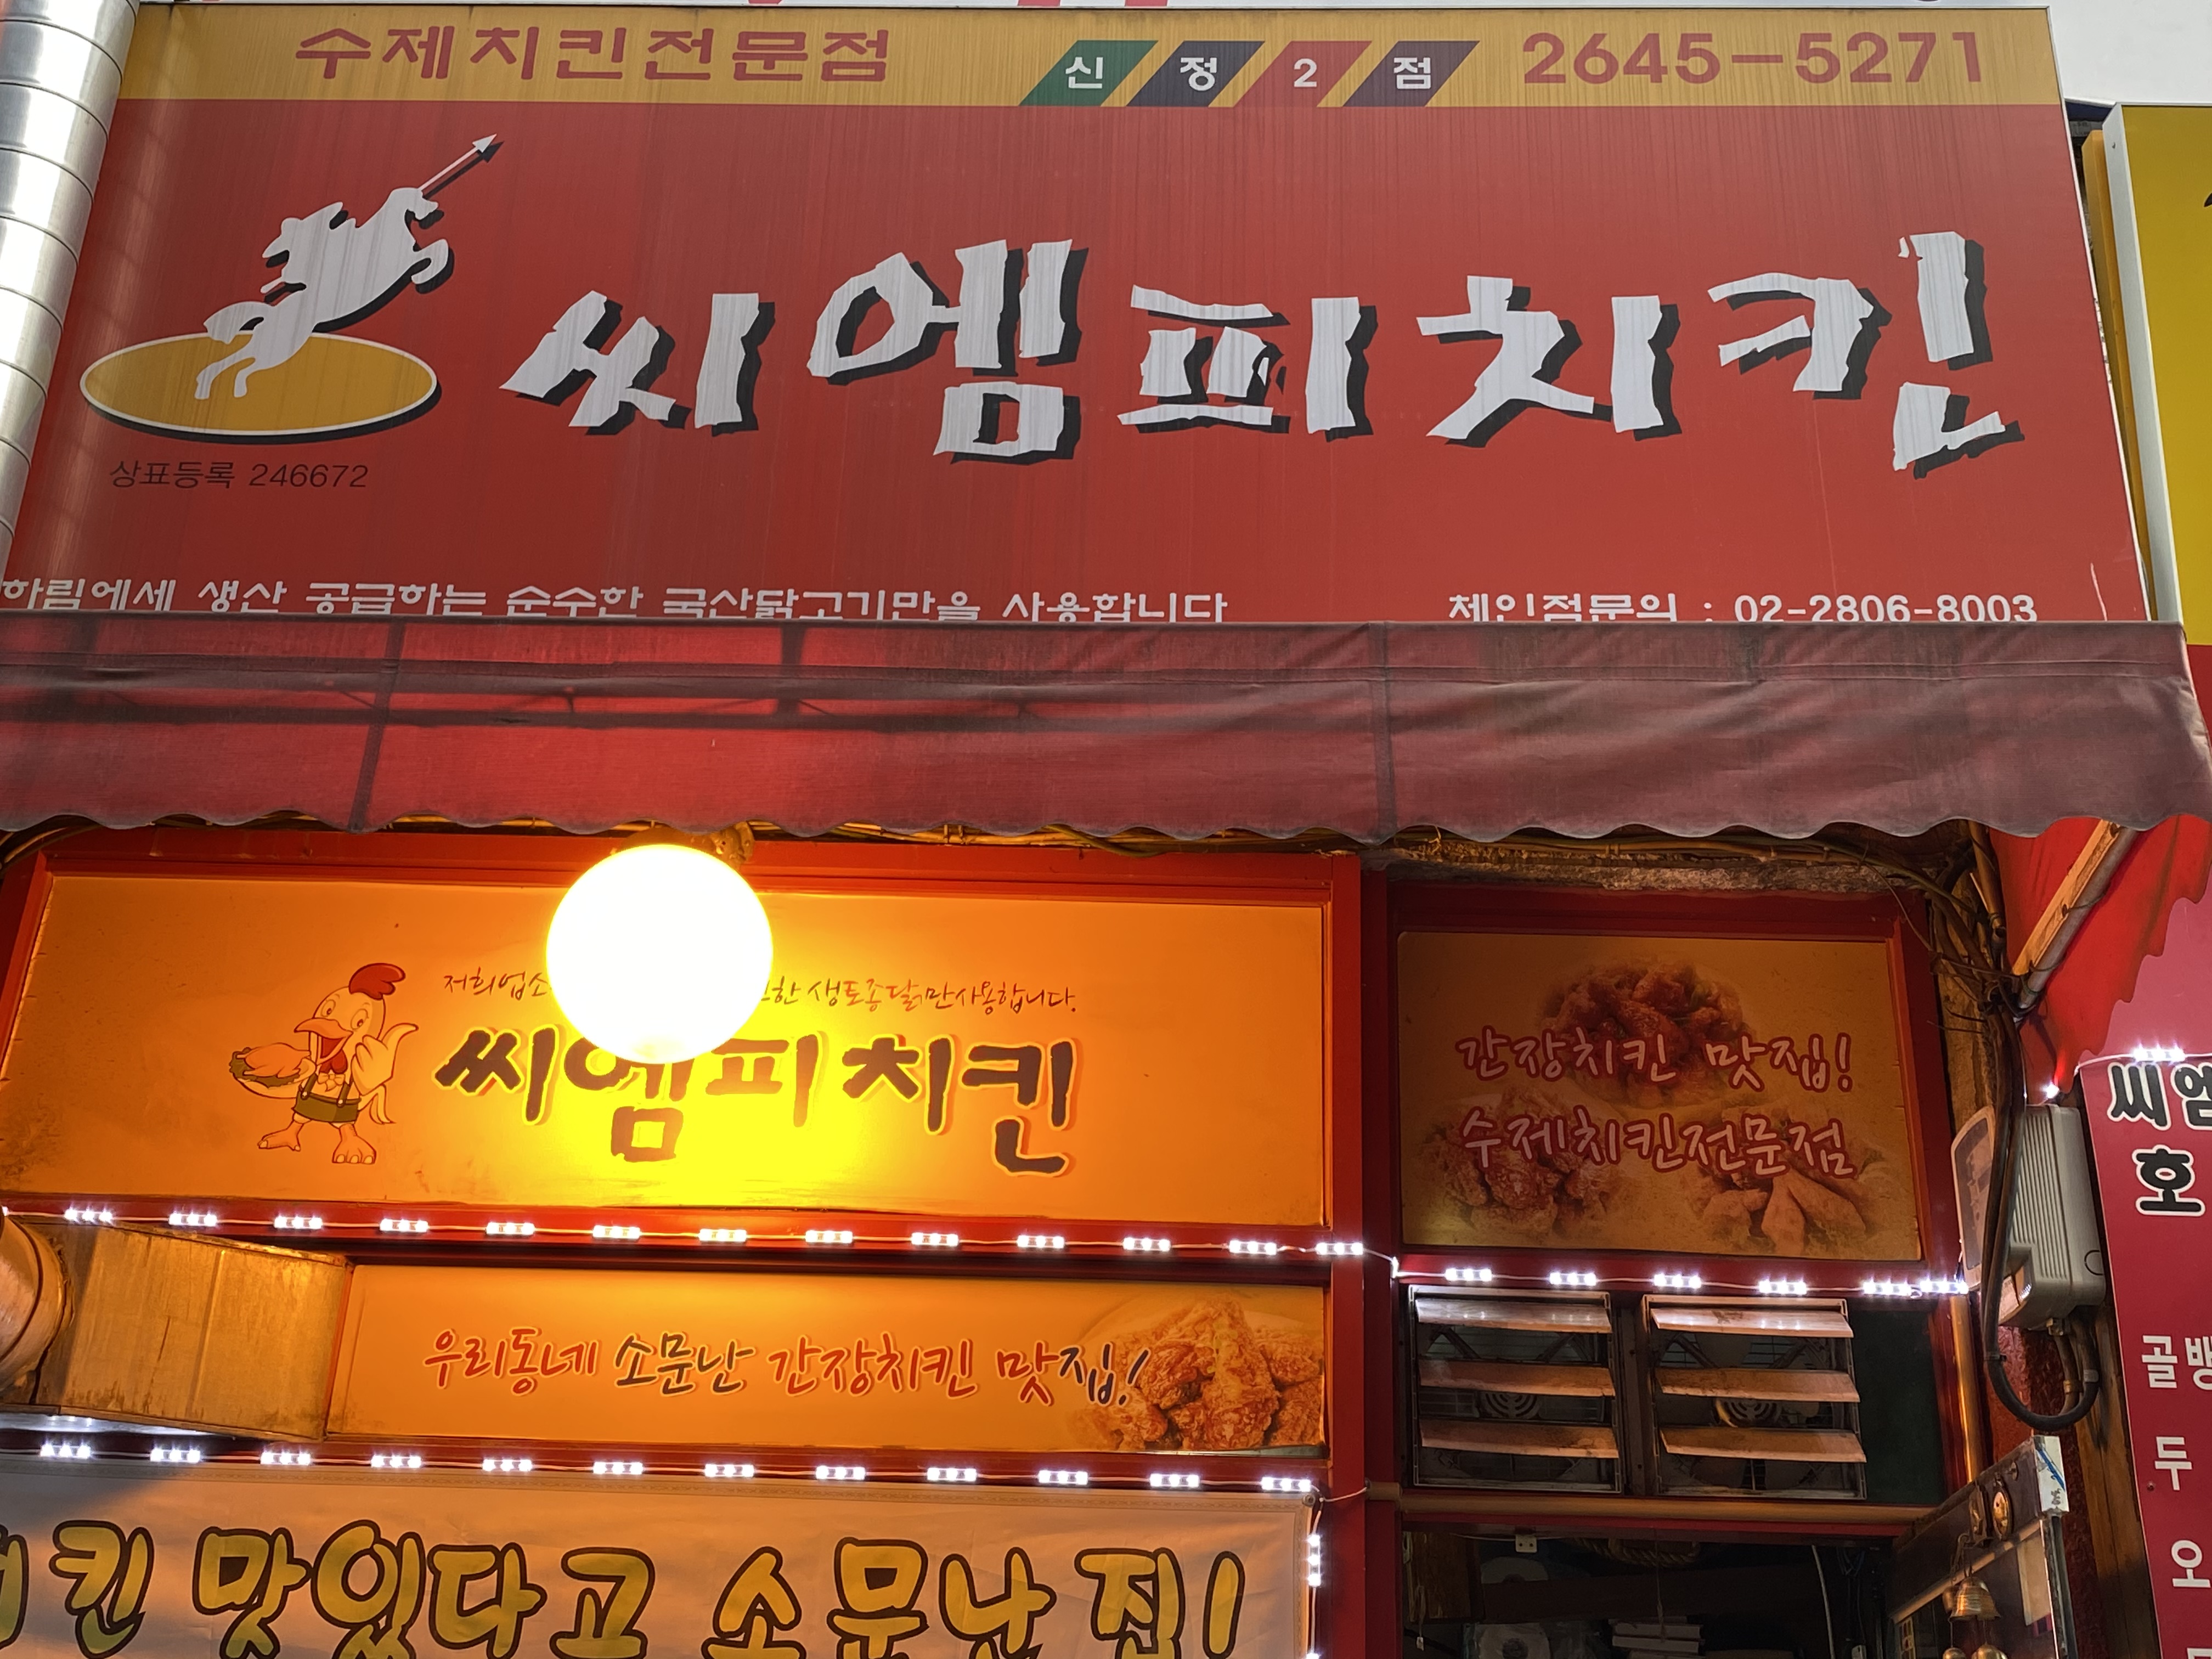 수제치킨전문점 신정2점 2645-5271
씨엠피치킨
상표등록 246672
하림에세 생산 공급하는 순수한 국산닭고기만을 사용합니다 체인점문의 : 02-2806-8003
저희업소 한 생토종닭만사용합니다.
씨엠피치킨
간장치킨 맛집!
수제치킨전문점
우리동네 소문난 간장치킨 맛집!
킨 맛있다고 소문난 집!
씨엠
호
골뱅
두
오